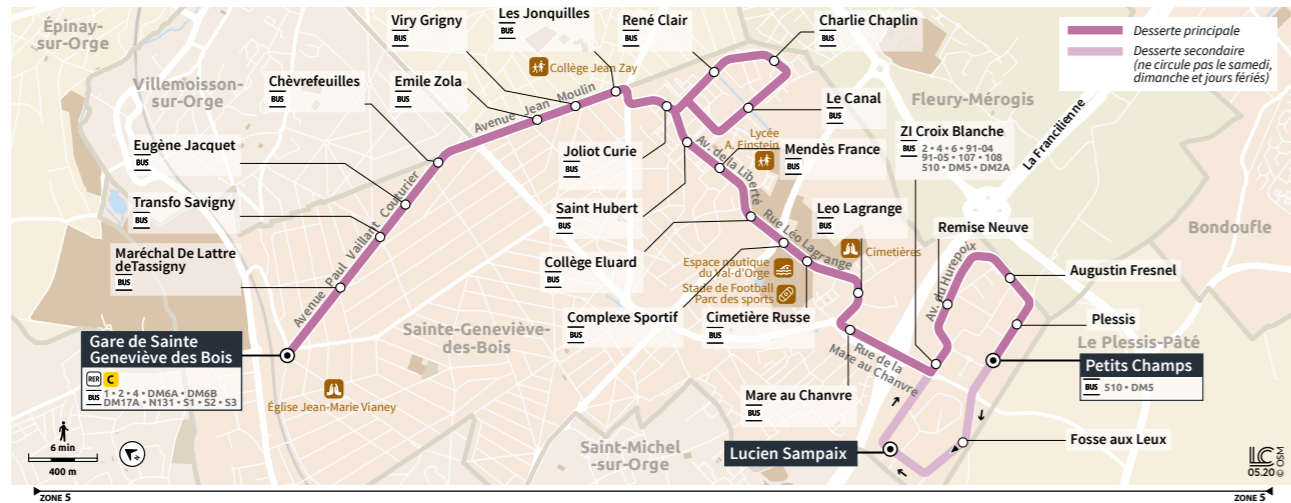 Épinay-
sur-Orge
Viry Grigny
BUS
Les Jonquilles
BUS
René Clair
BUS
Charlie Chaplin
BUS
Desserte principale
Desserte secondaire
(ne circule pas le samedi,
dimanche et jours fériés)
Villemoisson-
sur-Orge
Chèvrefeuilles
BUS
Emile Zola
BUS
Collège Jean Zay
Avenue Jean Moulin
Le Canal
BUS
Fleury-Mérogis
La Francilienne
Eugène Jacquet
BUS
Joliot Curie
BUS
Lycée
A. Einstein
Av. de la Liberté
Mendès France
BUS
ZI Croix Blanche
BUS
2 • 4 • 6 • 91-04
91-05 • 107 • 108
510 • DM5 • DM2A
Transfo Savigny
BUS
Avenue Paul Vaillant Couturier
Saint Hubert
BUS
Rue Léo Lagrange
Leo Lagrange
BUS
Remise Neuve
Bondoufle
Maréchal De Lattre
deTassigny
BUS
Collège Eluard
BUS
Espace nautique
du Val-d'Orge
Cimetières
Stade de Football
Parc des sports
Av. du Hurepoix
Augustin Fresnel
Complexe Sportif
BUS
Cimetière Russe
BUS
Plessis
Sainte-Geneviève-
des-Bois
Gare de Sainte
Geneviève des Bois
RER C
BUS
1 • 2 • 4 • DM6A • DM6B
DM17A • N131 • S1 • S2 • S3
Rue de la
Mare au Chanvre
Le Plessis-Pâté
Petits Champs
BUS
510 • DM5
Église Jean-Marie Vianey
Mare au Chanvre
BUS
6 min
400 m
Saint-Michel
-sur-Orge
Lucien Sampaix
Fosse aux Leux
LC
05.20 © OSM
ZONE 5
ZONE 5